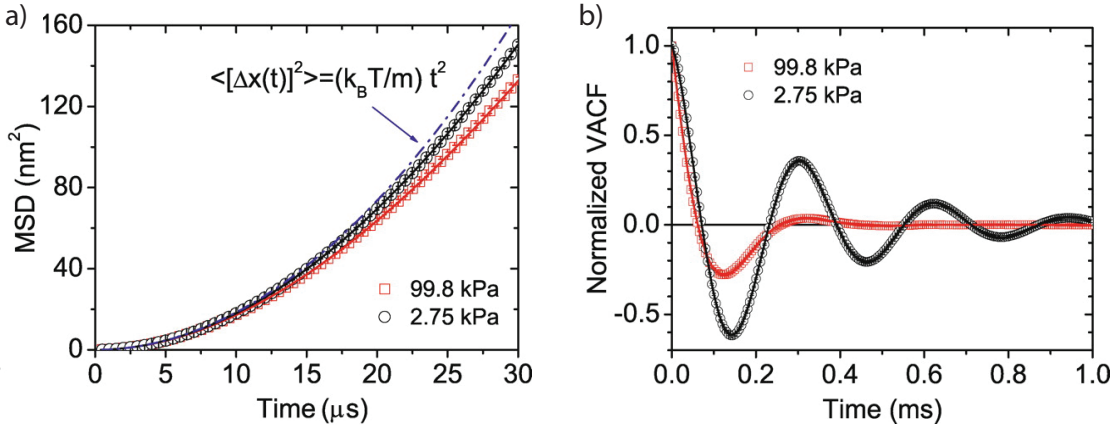 a)
160
120
80
40
0
MSD (nm²)
<[Δx(t)]²>=(k_BT/m) t²
99.8 kPa
2.75 kPa
0 5 10 15 20 25 30
Time (μs)
b)
1.0
0.5
0.0
-0.5
Normalized VACF
99.8 kPa
2.75 kPa
0.0 0.2 0.4 0.6 0.8 1.0
Time (ms)